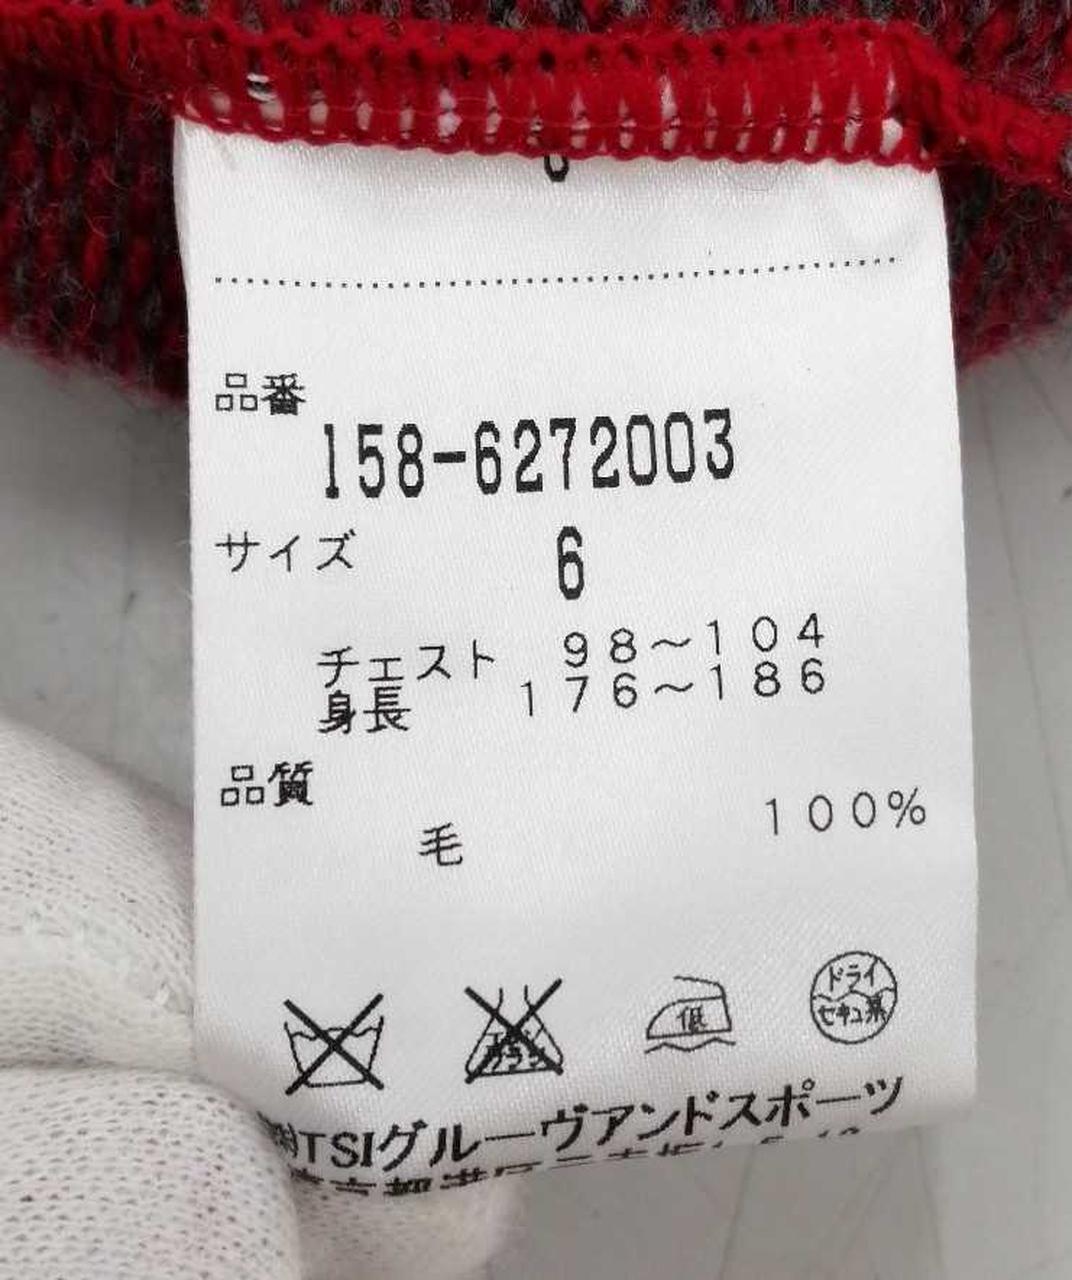 品番
158-6272003
サイズ 6
チェスト 98～104
身長 176～186
品質
毛 100%
低
ドライ
セキュ系
㈱TSIグルーヴアンドスポーツ